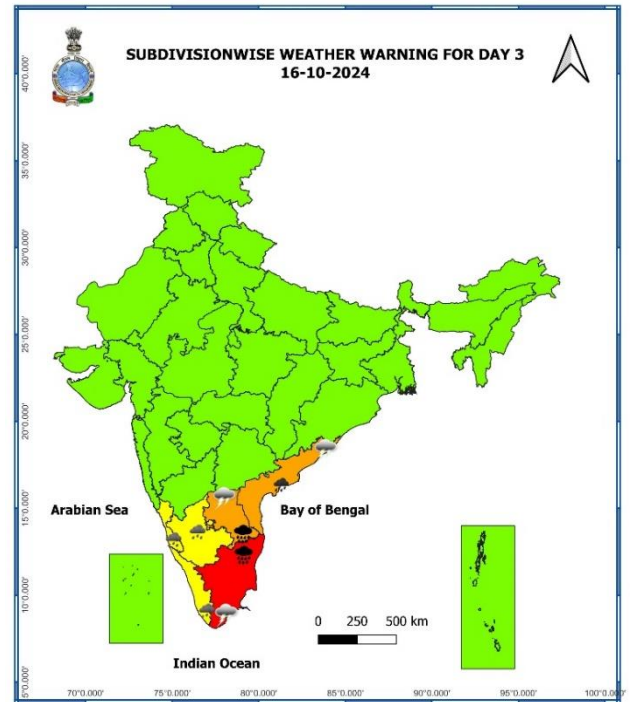 SUBDIVISIONWISE WEATHER WARNING FOR DAY 3
16-10-2024
40°0.000'
35°0.000'
30°0.000'
25°0.000'
20°0.000'
15°0.000'
10°0.000'
5°0.000'
Arabian Sea
Bay of Bengal
0 250 500 km
Indian Ocean
70°0.000' 75°0.000' 80°0.000' 85°0.000' 90°0.000' 95°0.000' 100°0.000'